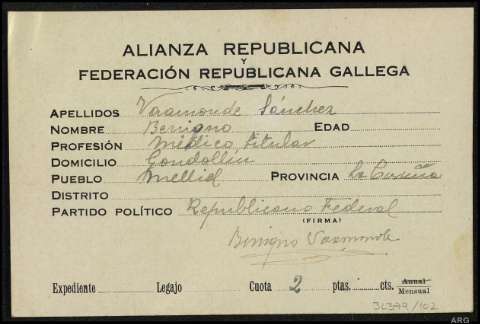 ALIANZA REPUBLICANA
Y
FEDERACIÓN REPUBLICANA GALLEGA
APELLIDOS Vaamonde Sánchez
NOMBRE Benigno EDAD
PROFESIÓN Médico titular
DOMICILIO Gondollín
PUEBLO Mellid PROVINCIA La Coruña
DISTRITO
PARTIDO POLÍTICO Republicano Federal
(FIRMA)
Benigno Vaamonde
Expediente Legajo Cuota 2 ptas. cts. Anual
Mensual
36399/102
ARG